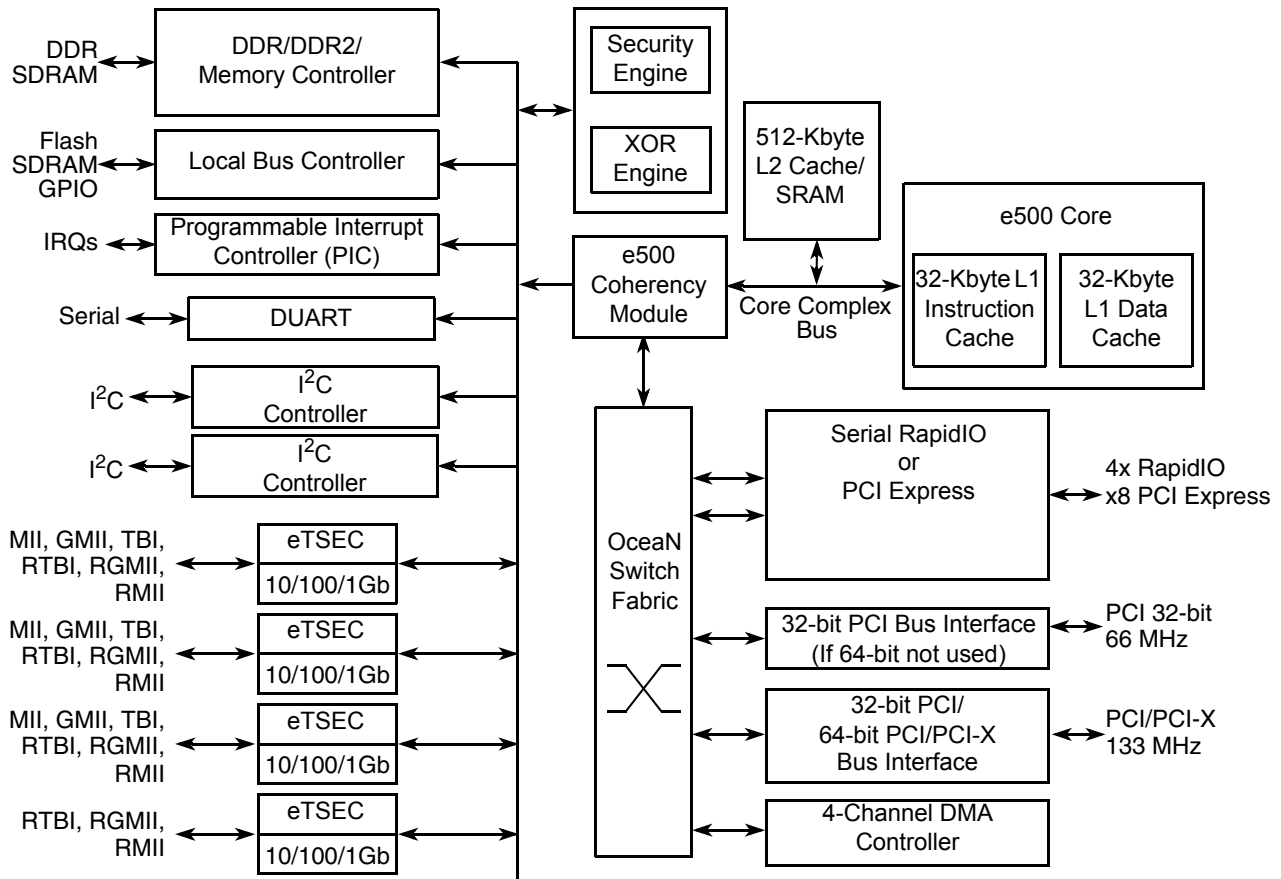 DDR
SDRAM
DDR/DDR2/
Memory Controller
Flash
SDRAM
GPIO
Local Bus Controller
IRQs
Programmable Interrupt
Controller (PIC)
Serial
DUART
I²C
I²C
Controller
I²C
I²C
Controller
MII, GMII, TBI,
RTBI, RGMII,
RMII
eTSEC
10/100/1Gb
MII, GMII, TBI,
RTBI, RGMII,
RMII
eTSEC
10/100/1Gb
MII, GMII, TBI,
RTBI, RGMII,
RMII
eTSEC
10/100/1Gb
RTBI, RGMII,
RMII
eTSEC
10/100/1Gb
Security
Engine
XOR
Engine
512-Kbyte
L2 Cache/
SRAM
e500
Coherency
Module
Core Complex
Bus
e500 Core
32-Kbyte L1
Instruction
Cache
32-Kbyte
L1 Data
Cache
OceaN
Switch
Fabric
Serial RapidIO
or
PCI Express
4x RapidIO
x8 PCI Express
32-bit PCI Bus Interface
(If 64-bit not used)
PCI 32-bit
66 MHz
32-bit PCI/
64-bit PCI/PCI-X
Bus Interface
PCI/PCI-X
133 MHz
4-Channel DMA
Controller